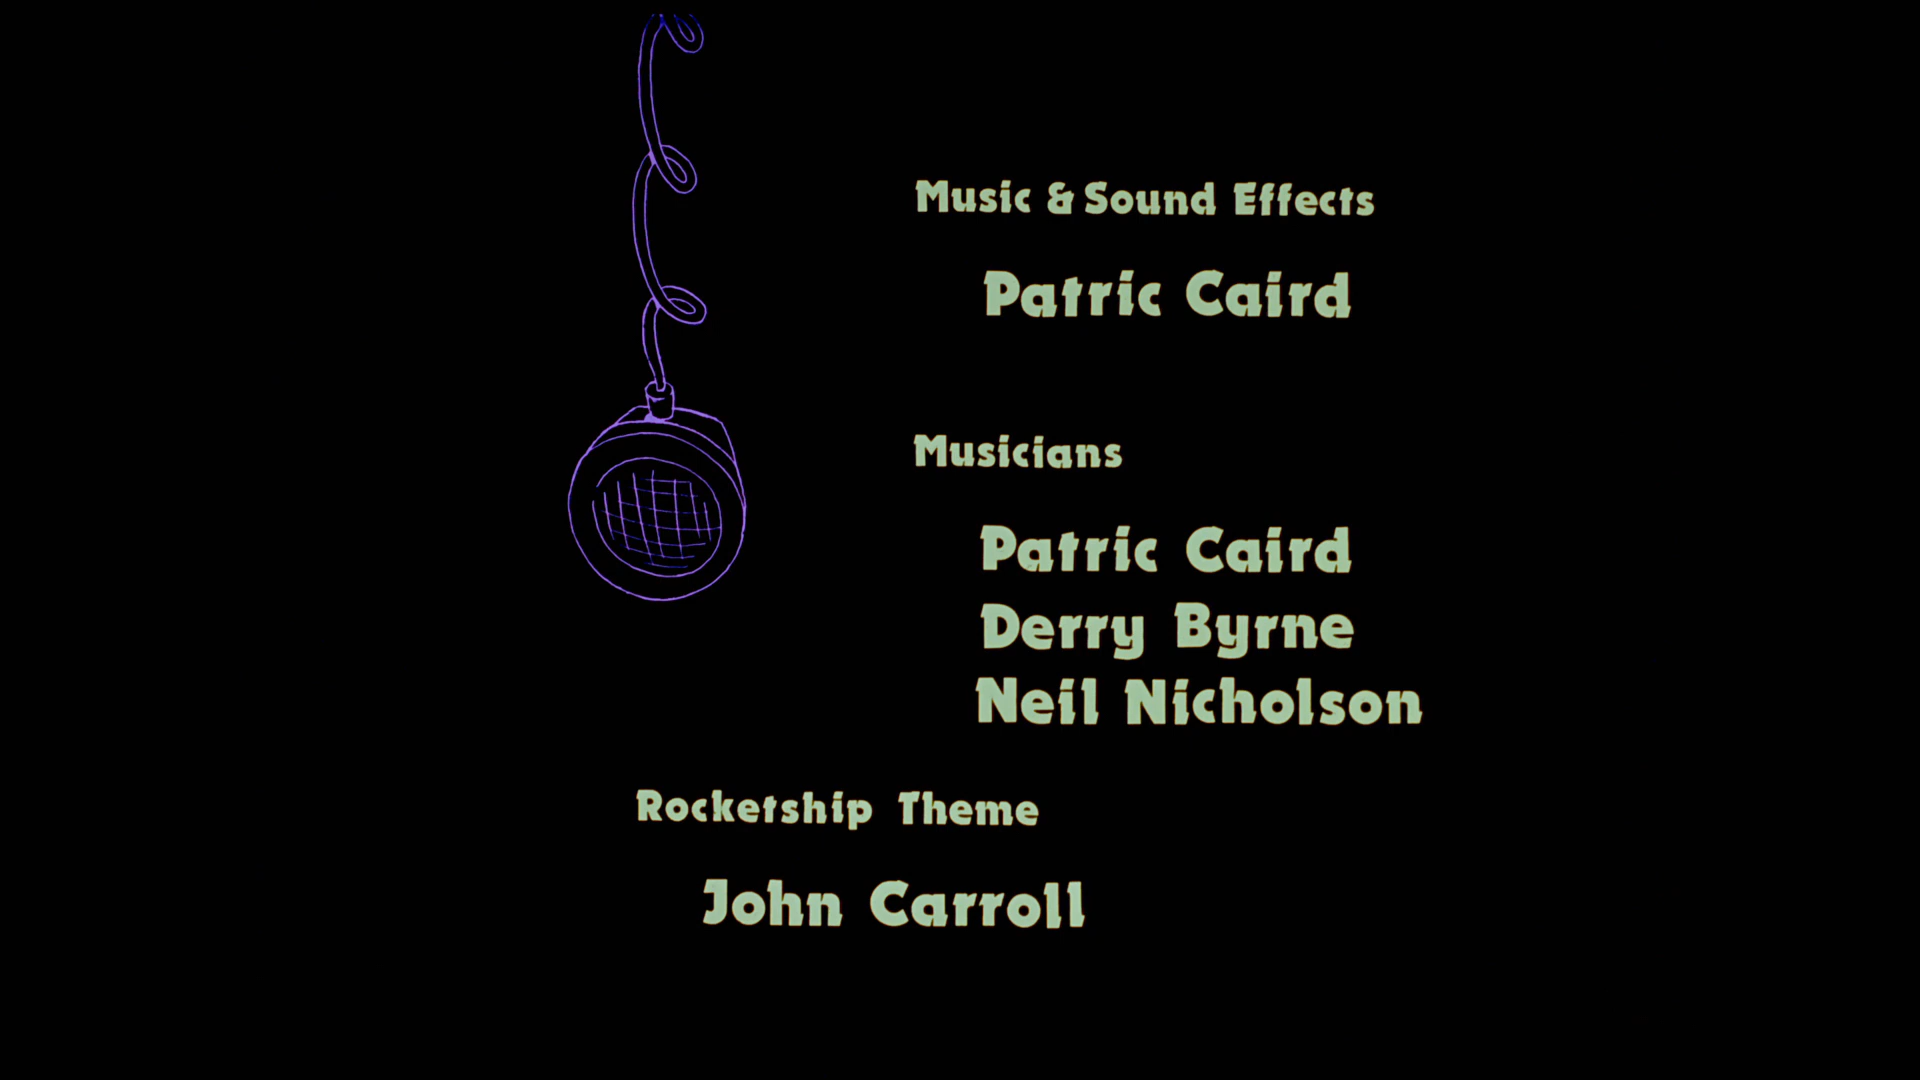 Music & Sound Effects
Patric Caird
Musicians
Patric Caird
Derry Byrne
Neil Nicholson
Rocketship Theme
John Carroll